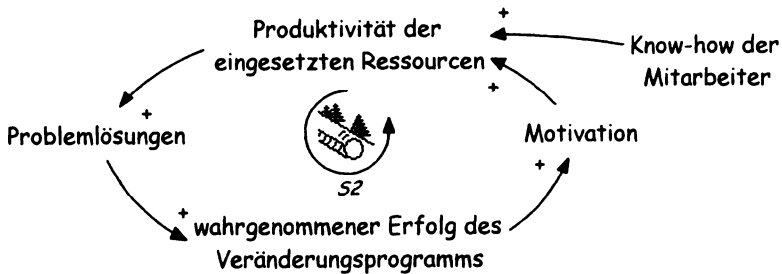 +
Produktivität der
eingesetzten Ressourcen
Know-how der
Mitarbeiter
+
+
Problemlösungen
Motivation
+
S2
+
wahrgenommener Erfolg des
Veränderungsprogramms